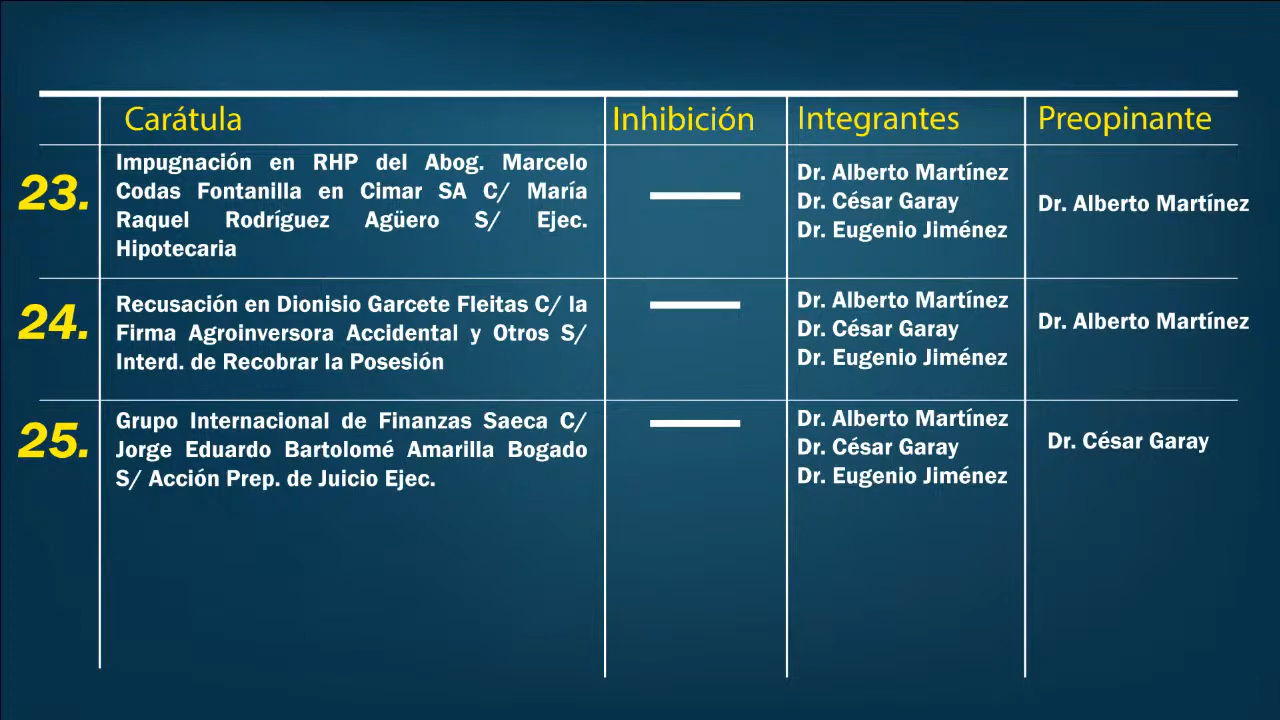 Carátula Inhibición Integrantes Preopinante
23.
Impugnación en RHP del Abog. Marcelo
Codas Fontanilla en Cimar SA C/ María
Raquel Rodríguez Agüero S/ Ejec.
Hipotecaria
Dr. Alberto Martínez
Dr. César Garay
Dr. Eugenio Jiménez
Dr. Alberto Martínez
24.
Recusación en Dionisio Garcete Fleitas C/ la
Firma Agroinversora Accidental y Otros S/
Interd. de Recobrar la Posesión
Dr. Alberto Martínez
Dr. César Garay
Dr. Eugenio Jiménez
Dr. Alberto Martínez
25.
Grupo Internacional de Finanzas Saeca C/
Jorge Eduardo Bartolomé Amarilla Bogado
S/ Acción Prep. de Juicio Ejec.
Dr. Alberto Martínez
Dr. César Garay
Dr. Eugenio Jiménez
Dr. César Garay